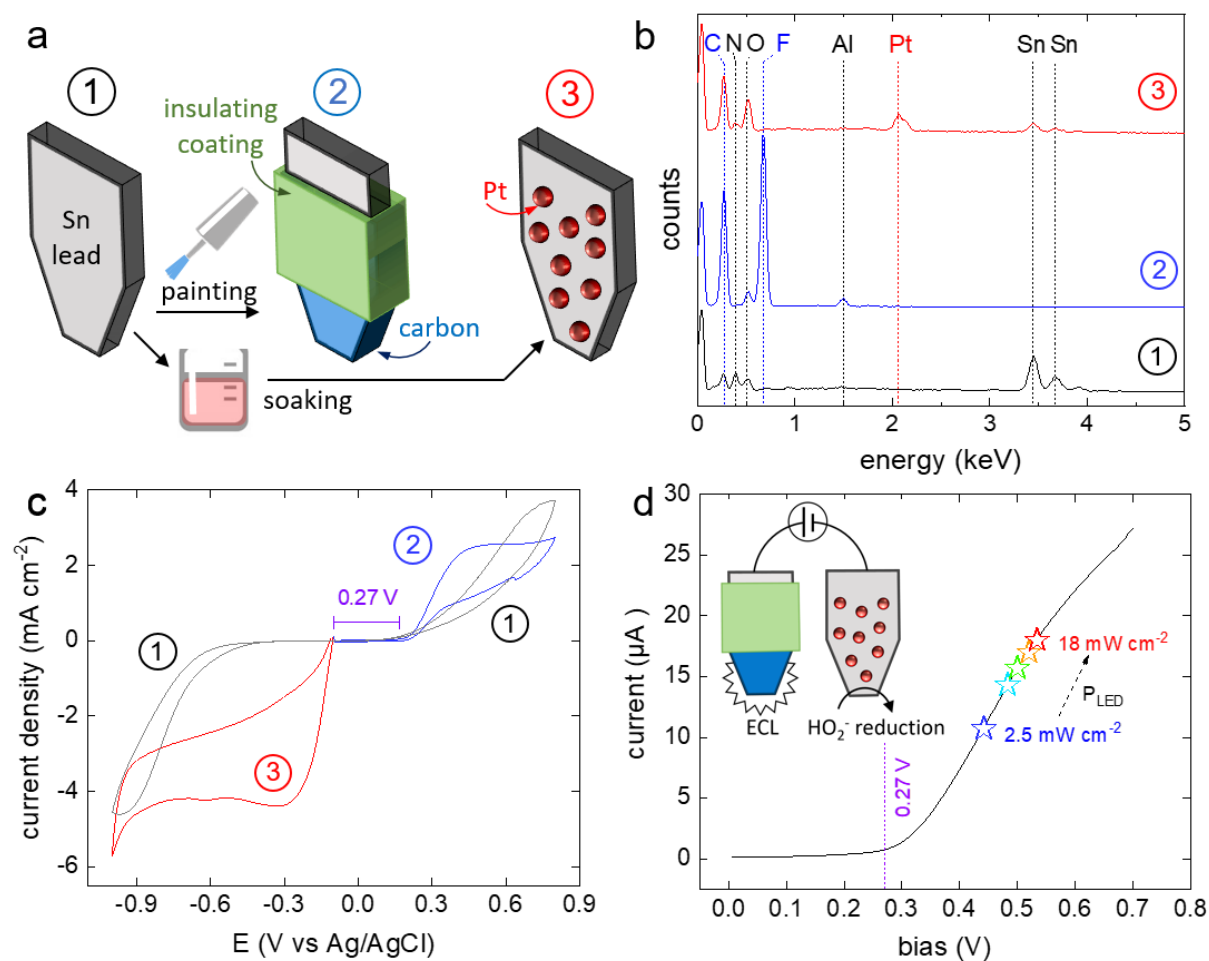 a
1
2
3
insulating
coating
Sn
lead
Pt
painting
carbon
soaking
b
C N O F Al Pt Sn Sn
3
2
1
counts
0 1 2 3 4 5
energy (keV)
c
4
2
0
-2
-4
-6
2
0.27 V
1
1
3
current density (mA cm⁻²)
-0.9 -0.6 -0.3 0.0 0.3 0.6 0.9
E (V vs Ag/AgCl)
d
30
25
20
15
10
5
0
18 mW cm⁻²
P_LED
2.5 mW cm⁻²
ECL
HO₂⁻ reduction
0.27 V
current (µA)
0.0 0.1 0.2 0.3 0.4 0.5 0.6 0.7 0.8
bias (V)